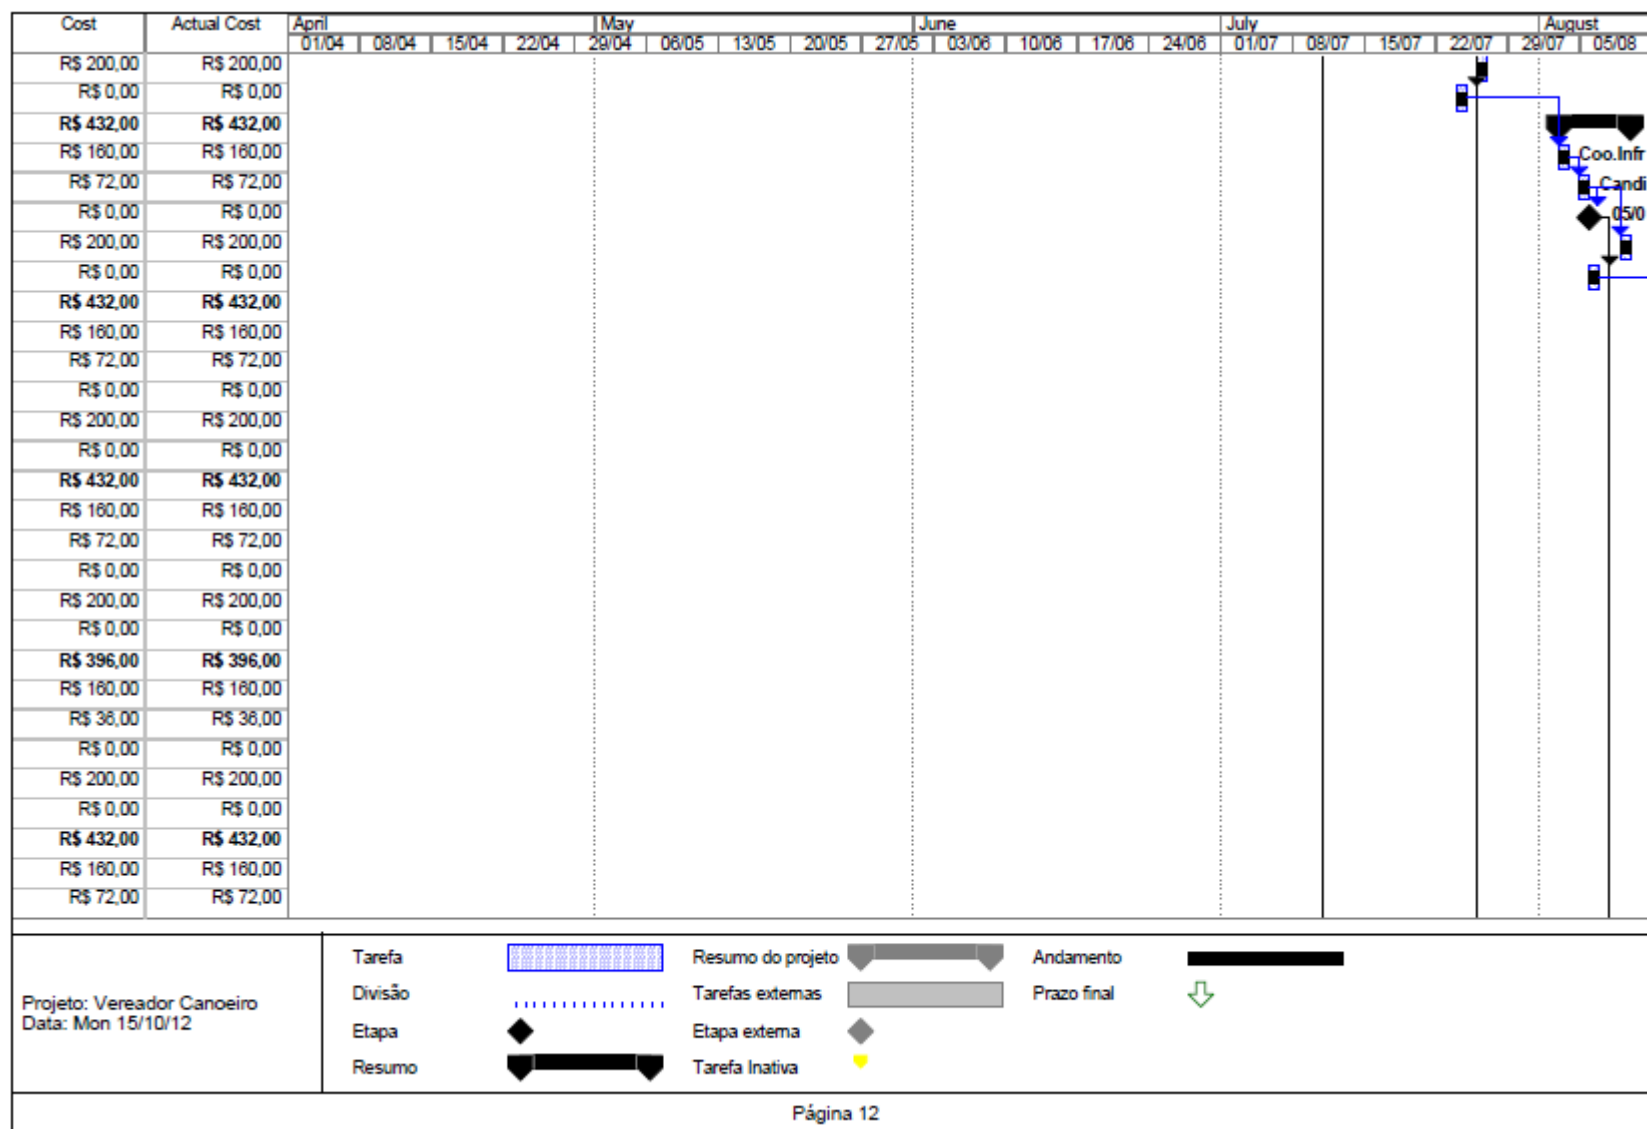 Cost Actual Cost April May June July August
01/04 08/04 15/04 22/04 29/04 06/05 13/05 20/05 27/05 03/06 10/06 17/06 24/06 01/07 08/07 15/07 22/07 29/07 05/08
R$ 200,00 R$ 200,00
R$ 0,00 R$ 0,00
R$ 432,00 R$ 432,00
R$ 160,00 R$ 160,00 Coo.Infr
R$ 72,00 R$ 72,00 Candi
R$ 0,00 R$ 0,00 05/0
R$ 200,00 R$ 200,00
R$ 0,00 R$ 0,00
R$ 432,00 R$ 432,00
R$ 160,00 R$ 160,00
R$ 72,00 R$ 72,00
R$ 0,00 R$ 0,00
R$ 200,00 R$ 200,00
R$ 0,00 R$ 0,00
R$ 432,00 R$ 432,00
R$ 160,00 R$ 160,00
R$ 72,00 R$ 72,00
R$ 0,00 R$ 0,00
R$ 200,00 R$ 200,00
R$ 0,00 R$ 0,00
R$ 396,00 R$ 396,00
R$ 160,00 R$ 160,00
R$ 36,00 R$ 36,00
R$ 0,00 R$ 0,00
R$ 200,00 R$ 200,00
R$ 0,00 R$ 0,00
R$ 432,00 R$ 432,00
R$ 160,00 R$ 160,00
R$ 72,00 R$ 72,00
Projeto: Vereador Canoeiro
Data: Mon 15/10/12
Tarefa Resumo do projeto Andamento
Divisão Tarefas externas Prazo final
Etapa Etapa externa
Resumo Tarefa Inativa
Página 12